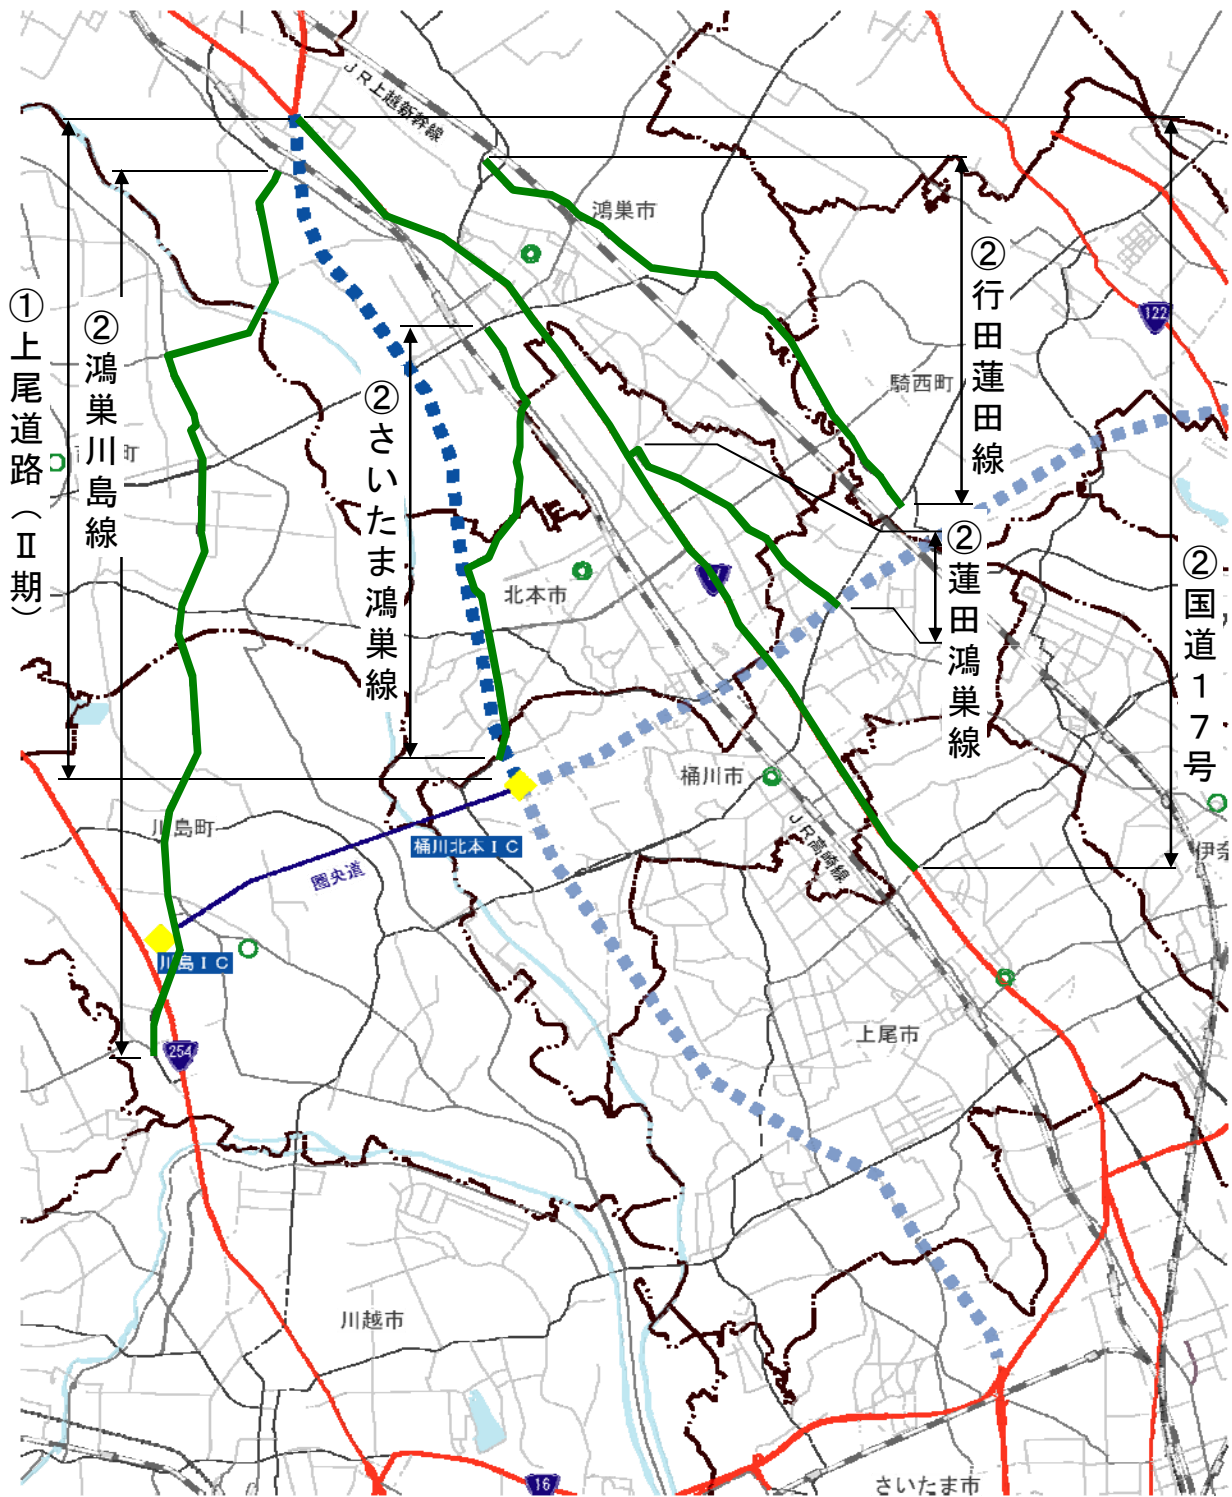 JR上越新幹線
鴻巣市
122
①上尾道路（Ⅱ期）
②鴻巣川島線
②さいたま鴻巣線
②行田蓮田線
騎西町
町
②蓮田鴻巣線
②国道17号
北本市
桶川市
川島町
桶川北本IC
圏央道
JR高崎線
川島IC
254
上尾市
川越市
16
さいたま市